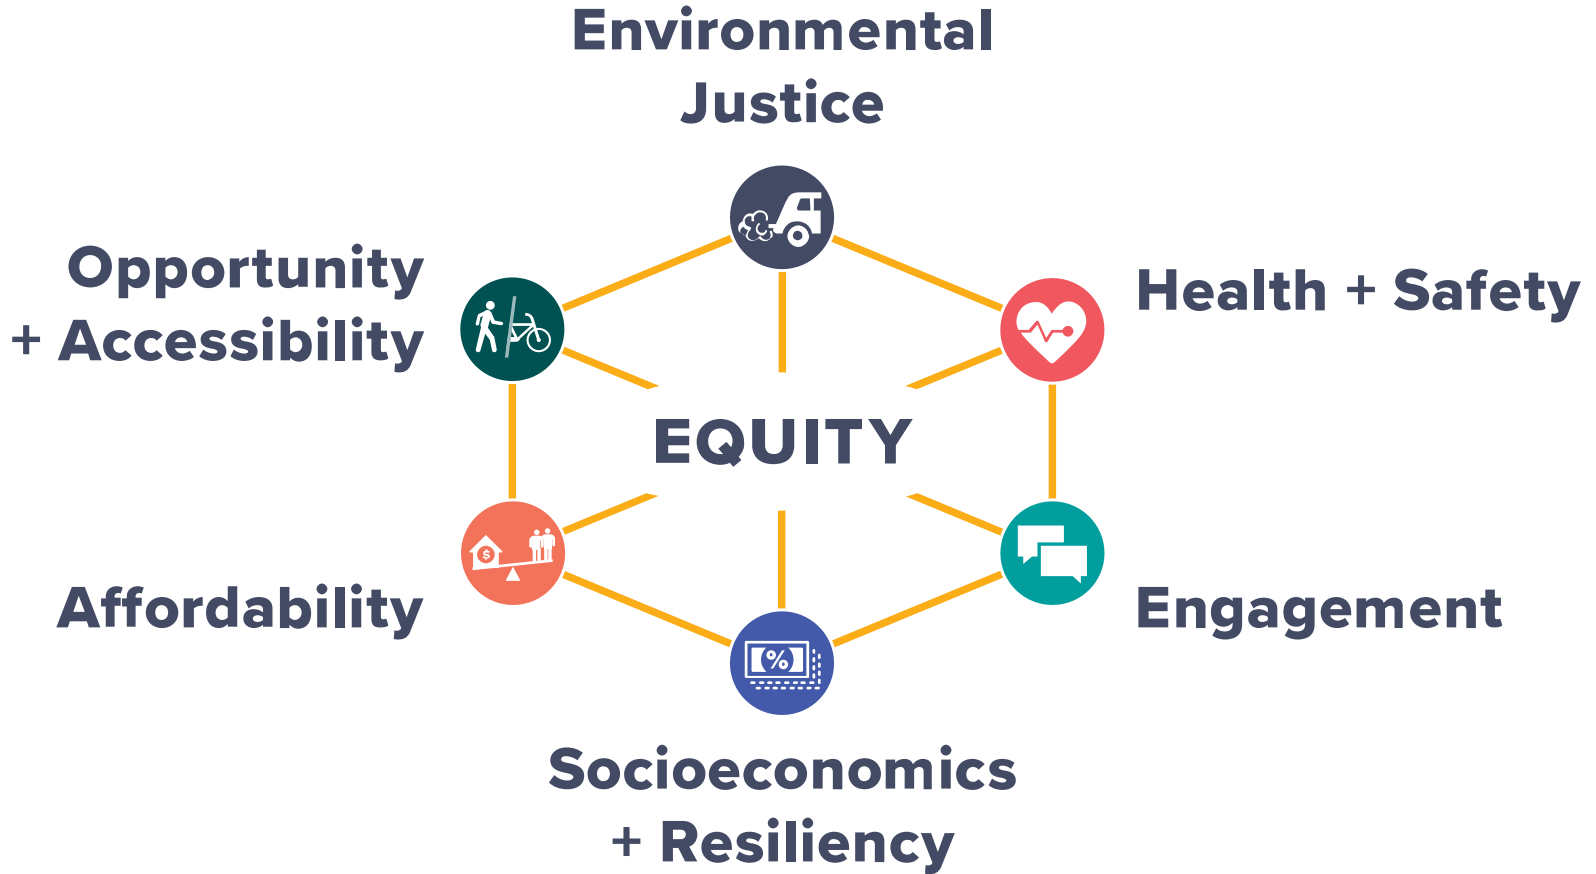 Environmental
Justice
Opportunity
+ Accessibility
Health + Safety
EQUITY
$
Affordability
Engagement
%
Socioeconomics
+ Resiliency